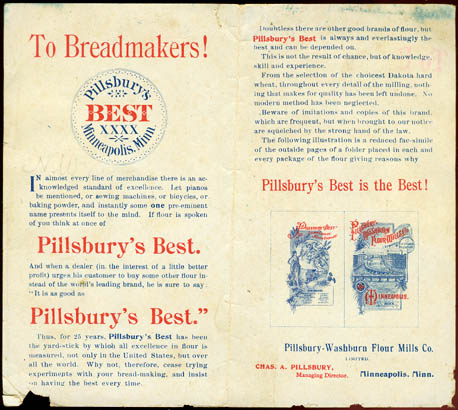 To Breadmakers!
Pillsbury's
BEST
XXXX
Minneapolis, Minn
IN almost every line of merchandise there is an ac-
knowledged standard of excellence. Let pianos
be mentioned, or sewing machines, or bicycles, or
baking powder, and instantly some one pre-eminent
name presents itself to the mind. If flour is spoken
of you think at once of
Pillsbury's Best.
And when a dealer (in the interest of a little better
profit) urges his customer to buy some other flour in-
stead of the world's leading brand, he is sure to say
"It is as good as
Pillsbury's Best."
Thus, for 25 years, Pillsbury's Best has been
the yard-stick by which all excellence in flour is
measured, not only in the United States, but over
all the world. Why not, therefore, cease trying
experiments with your bread-making, and insist
on having the best every time.
Doubtless there are other good brands of flour, but
Pillsbury's Best is always and everlastingly the
best and can be depended on.
This is not the result of chance, but of knowledge,
skill and experience.
From the selection of the choicest Dakota hard
wheat, throughout every detail of the milling, noth-
ing that makes for quality has been left undone. No
modern method has been neglected.
Beware of imitations and copies of this brand,
which are frequent, but when brought to our notice
are squelched by the strong hand of the law.
The following illustration is a reduced fac-simile
of the outside pages of a folder placed in each and
every package of the flour giving reasons why
Pillsbury's Best is the Best!
Pillsbury's Best
Pillsbury-
Washburn
Flour Mills Co.
Minneapolis,
Pillsbury-Washburn Flour Mills Co.
LIMITED.
CHAS. A. PILLSBURY,
Managing Director.
Minneapolis, Minn.